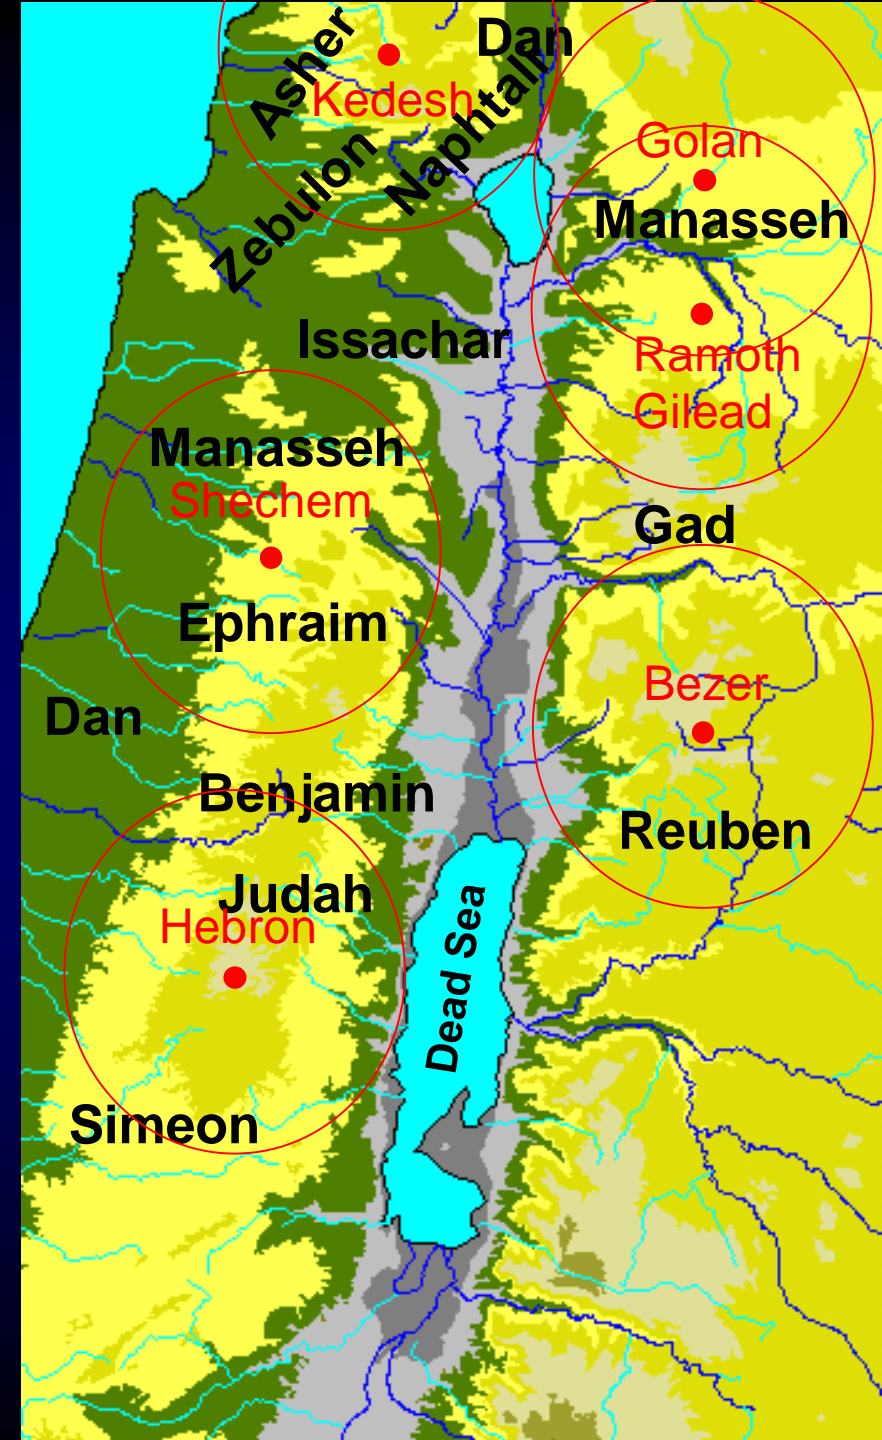 Dan
Asher
Kedesh
Naphtali
Zebulon
Golan
Manasseh
Issachar
Ramoth
Gilead
Manasseh
Shechem
Gad
Ephraim
Bezer
Dan
Benjamin
Reuben
Judah
Hebron
Dead Sea
Simeon